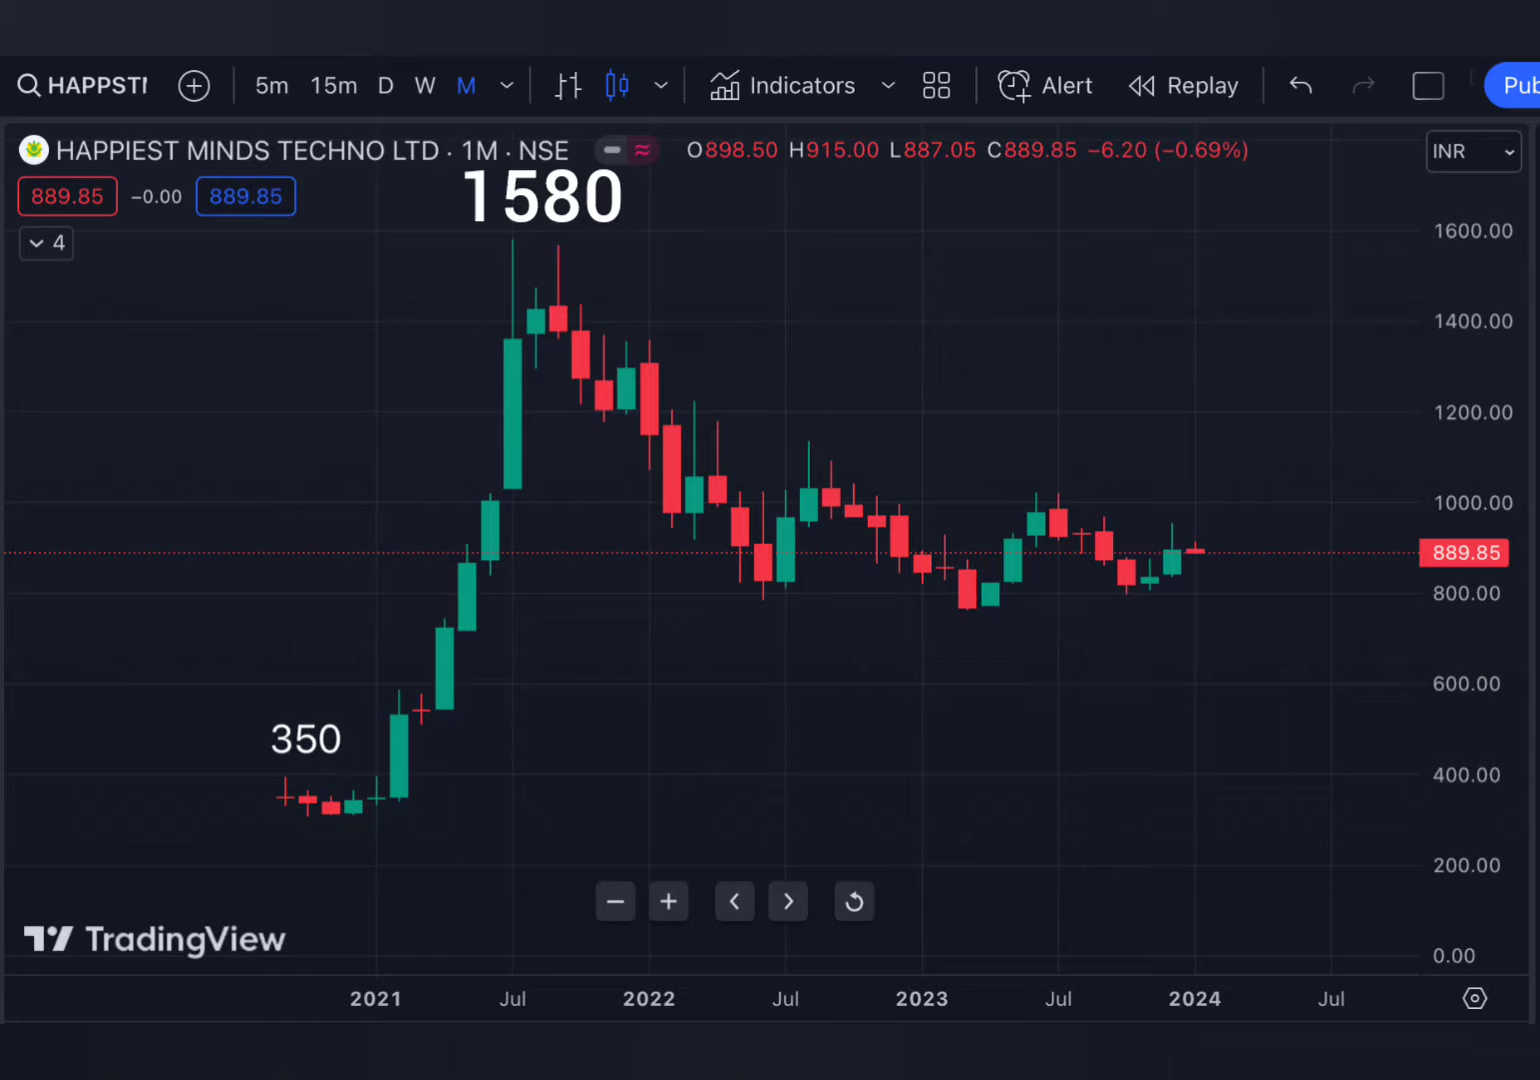 HAPPSTI 5m 15m D W M Indicators Alert Replay Pub
HAPPIEST MINDS TECHNO LTD · 1M · NSE O898.50 H915.00 L887.05 C889.85 −6.20 (−0.69%) INR
889.85 −0.00 889.85
1580
4
1600.00
1400.00
1200.00
1000.00
889.85
800.00
600.00
350
400.00
200.00
TradingView
0.00
2021 Jul 2022 Jul 2023 Jul 2024 Jul